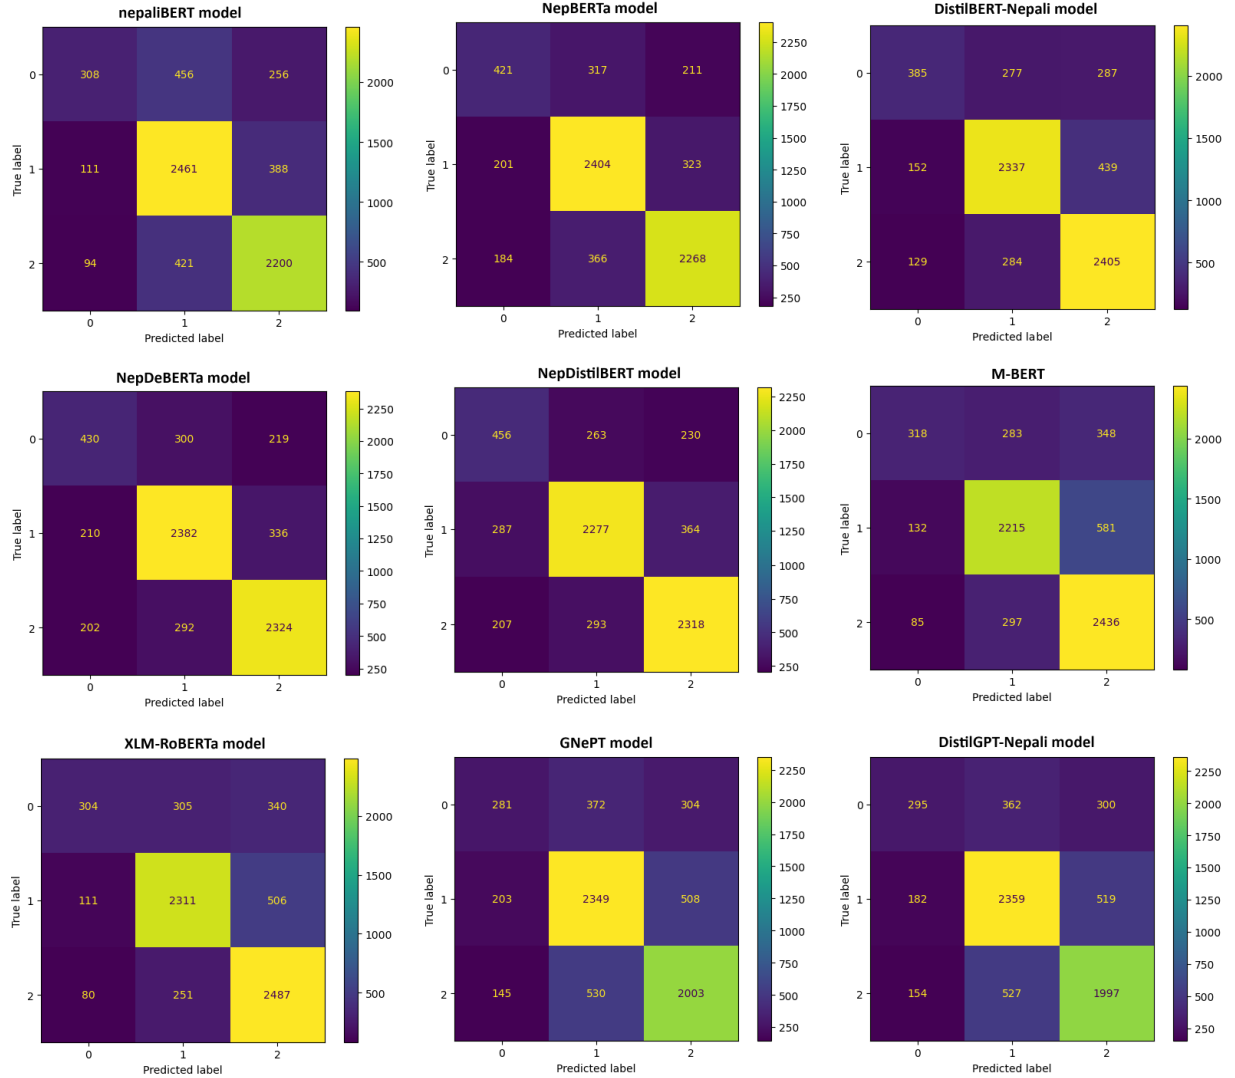 nepaliBERT model
0
308 456 256
1
111 2461 388
2
94 421 2200
0 1 2
True label
Predicted label
2000
1500
1000
500
NepBERTa model
0
421 317 211
1
201 2404 323
2
184 366 2268
0 1 2
True label
Predicted label
2250
2000
1750
1500
1250
1000
750
500
250
DistilBERT-Nepali model
0
385 277 287
1
152 2337 439
2
129 284 2405
0 1 2
True label
Predicted label
2000
1500
1000
500
NepDeBERTa model
0
430 300 219
1
210 2382 336
2
202 292 2324
0 1 2
True label
Predicted label
2250
2000
1750
1500
1250
1000
750
500
250
NepDistilBERT model
0
456 263 230
1
287 2277 364
2
207 293 2318
0 1 2
True label
Predicted label
2250
2000
1750
1500
1250
1000
750
500
250
M-BERT
0
318 283 348
1
132 2215 581
2
85 297 2436
0 1 2
True label
Predicted label
2000
1500
1000
500
XLM-RoBERTa model
0
304 305 340
1
111 2311 506
2
80 251 2487
0 1 2
True label
Predicted label
2000
1500
1000
500
GNePT model
0
281 372 304
1
203 2349 508
2
145 530 2003
0 1 2
True label
Predicted label
2250
2000
1750
1500
1250
1000
750
500
250
DistilGPT-Nepali model
0
295 362 300
1
182 2359 519
2
154 527 1997
0 1 2
True label
Predicted label
2250
2000
1750
1500
1250
1000
750
500
250